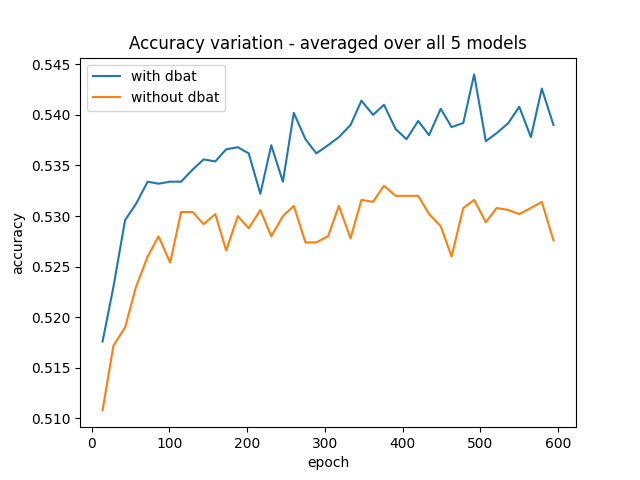 Accuracy variation - averaged over all 5 models
with dbat
without dbat
accuracy
0.545
0.540
0.535
0.530
0.525
0.520
0.515
0.510
0 100 200 300 400 500 600
epoch